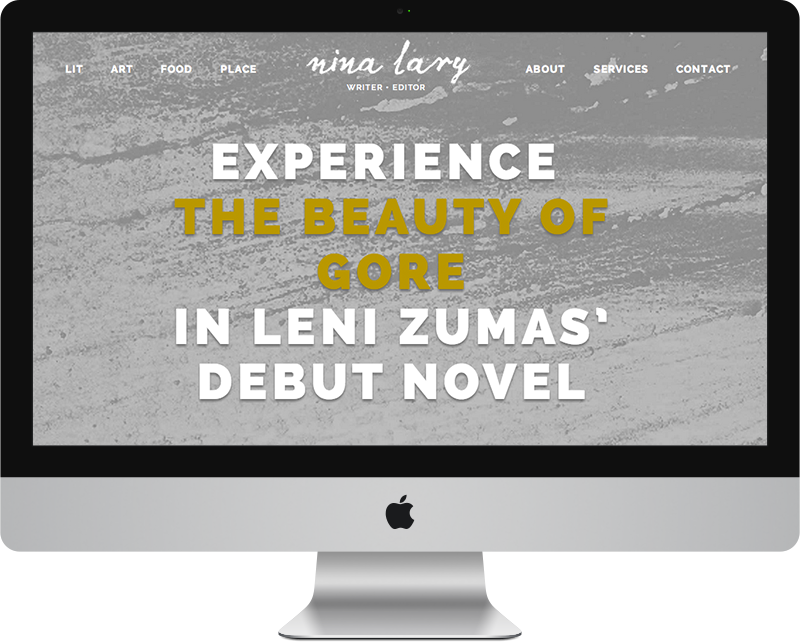 LIT ART FOOD PLACE nina lary ABOUT SERVICES CONTACT
WRITER • EDITOR
EXPERIENCE
THE BEAUTY OF
GORE
IN LENI ZUMAS’
DEBUT NOVEL